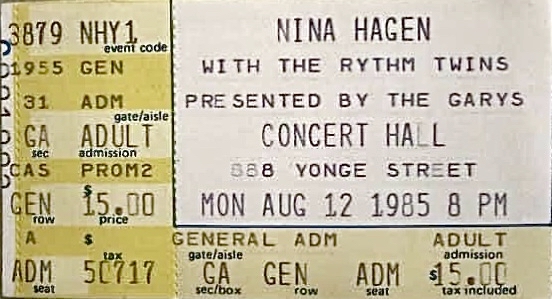 3879 NHY1
event code
1955 GEN
31 ADM
gate/aisle
GA ADULT
sec admission
CAS PROM2
GEN $ 15.00
row price
A $
tax
ADM 50717
seat
NINA HAGEN
WITH THE RYTHM TWINS
PRESENTED BY THE GARYS
CONCERT HALL
888 YONGE STREET
MON AUG 12 1985 8 PM
GENERAL ADM ADULT
gate/aisle admission
GA GEN ADM $15.00
sec/box row seat tax included